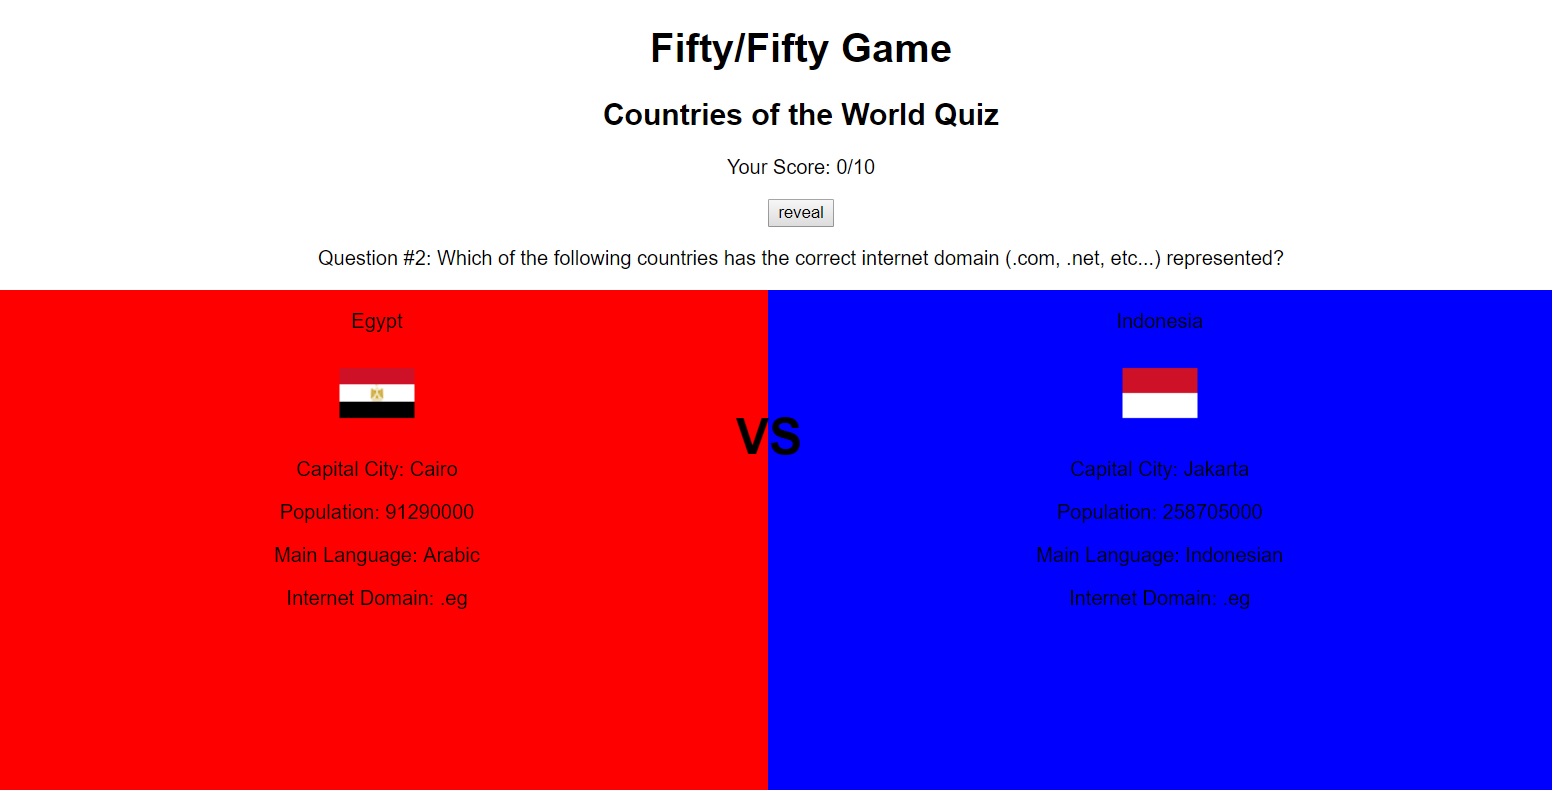 Fifty/Fifty Game
Countries of the World Quiz
Your Score: 0/10
reveal
Question #2: Which of the following countries has the correct internet domain (.com, .net, etc...) represented?
Egypt
Capital City: Cairo
Population: 91290000
Main Language: Arabic
Internet Domain: .eg
VS
Indonesia
Capital City: Jakarta
Population: 258705000
Main Language: Indonesian
Internet Domain: .eg